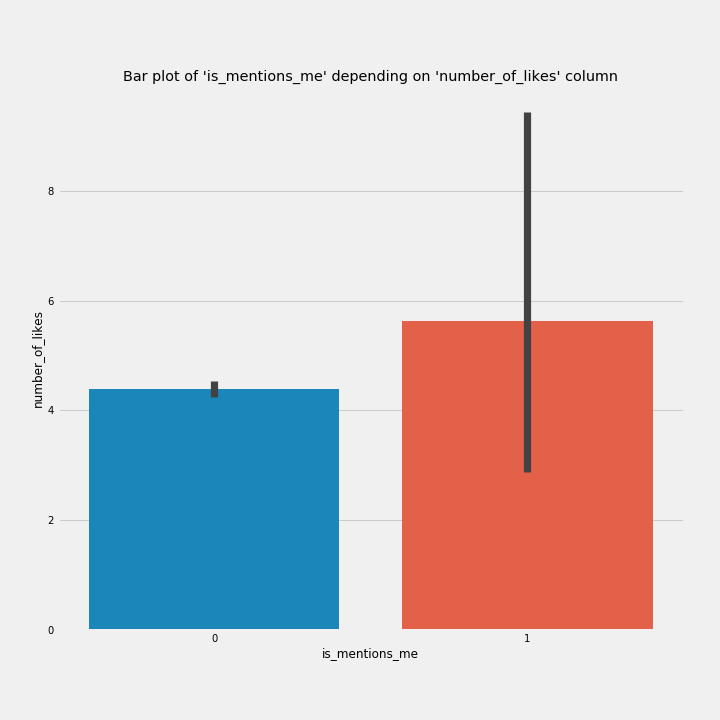 Bar plot of 'is_mentions_me' depending on 'number_of_likes' column
8
6
4
2
0
number_of_likes
0 1
is_mentions_me